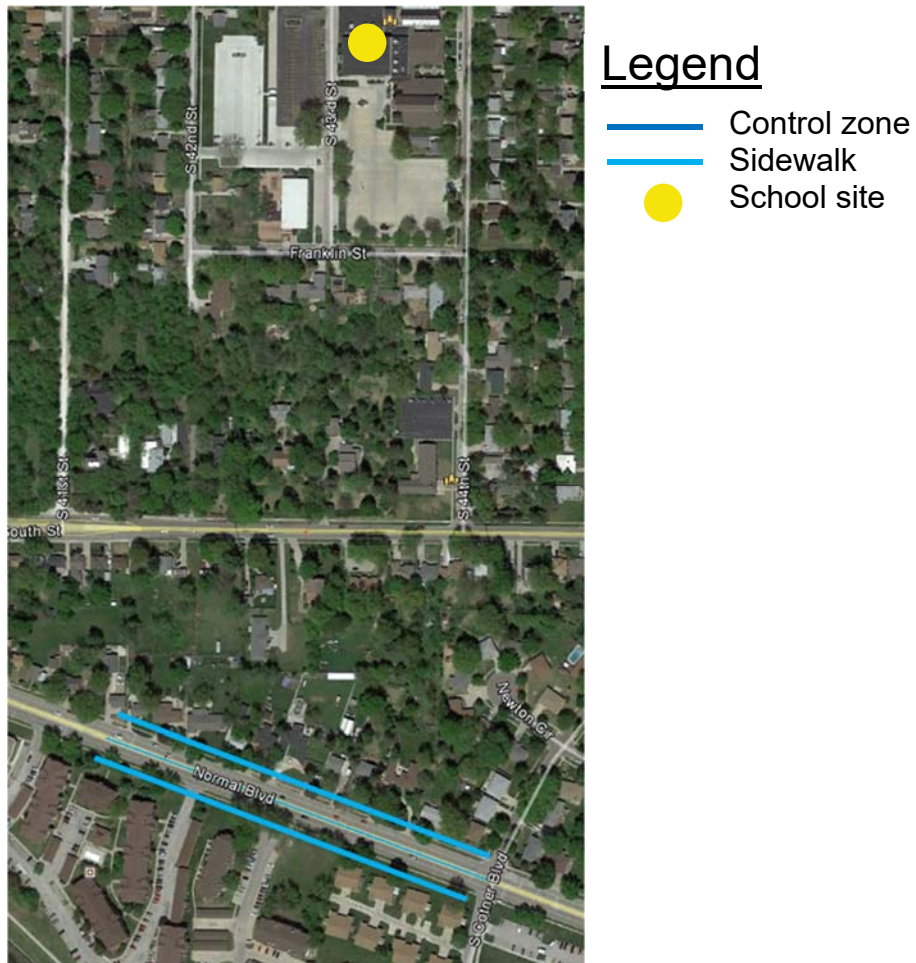 Legend
Control zone
Sidewalk
School site
S 42nd St
S 43rd St
Franklin St
S 41st St
S 44th St
outh St
Newton Cir
Normal Blvd
S Cotner Blvd